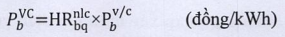 P_b^VC = HR_bq^nlc × P_b^v/c (đồng/kWh)